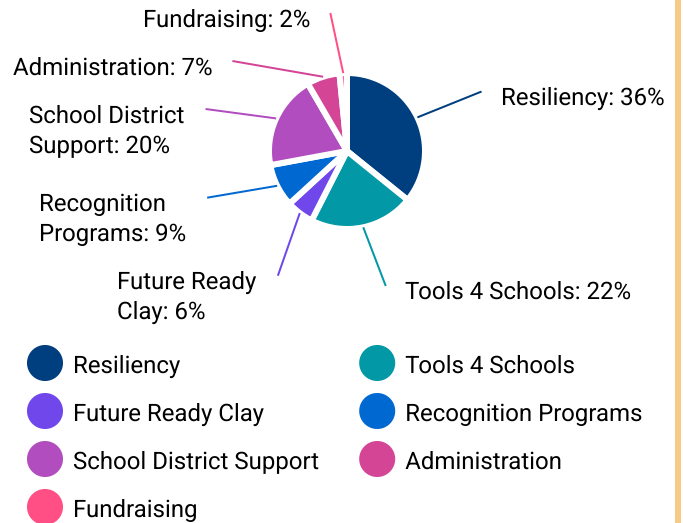 Fundraising: 2%
Administration: 7%
Resiliency: 36%
School District
Support: 20%
Recognition
Programs: 9%
Future Ready
Clay: 6%
Tools 4 Schools: 22%
Resiliency
Tools 4 Schools
Future Ready Clay
Recognition Programs
School District Support
Administration
Fundraising